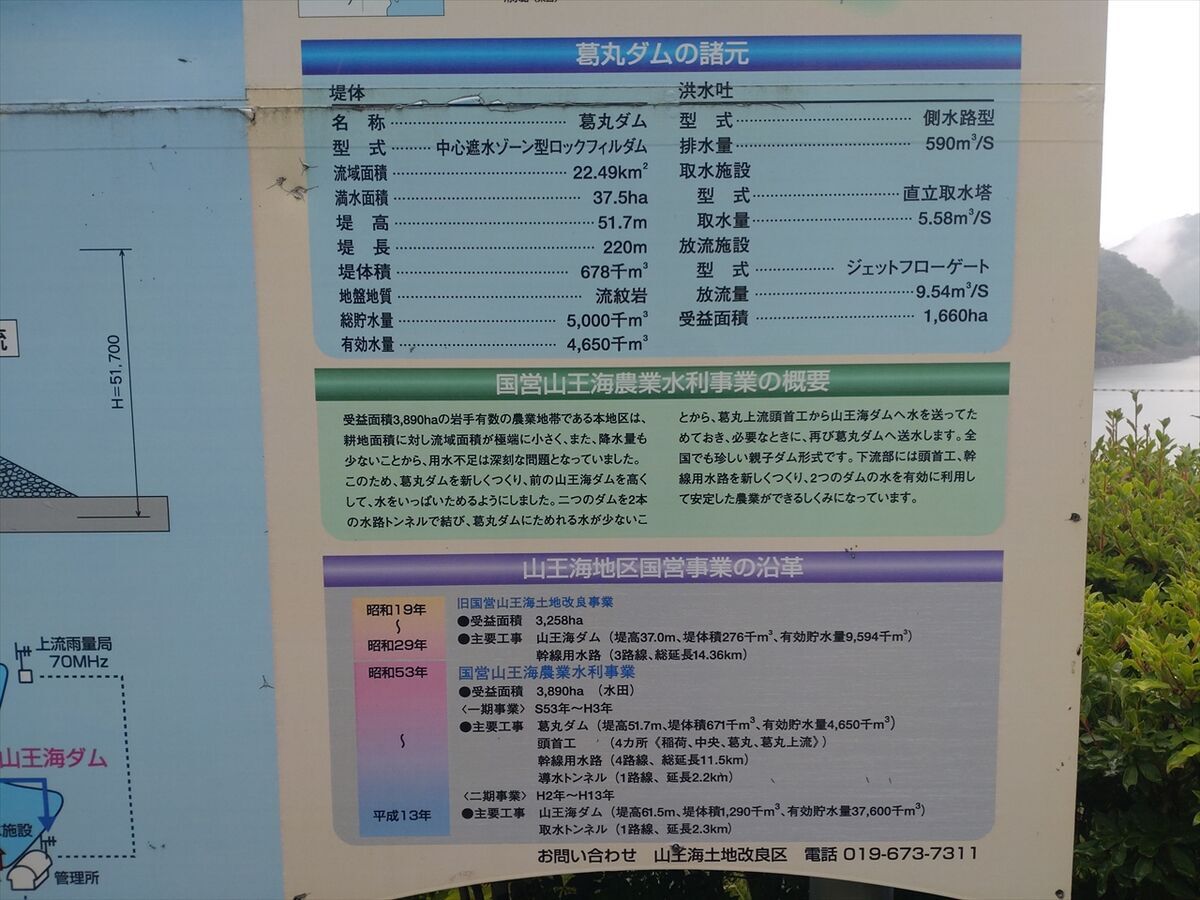 葛丸ダムの諸元
堤体
名　称 葛丸ダム
型　式 中心遮水ゾーン型ロックフィルダム
流域面積 22.49km²
満水面積 37.5ha
堤　高 51.7m
堤　長 220m
堤体積 678千m³
地盤地質 流紋岩
総貯水量 5,000千m³
有効水量 4,650千m³
洪水吐
型　式 側水路型
排水量 590m³/S
取水施設
型　式 直立取水塔
取水量 5.58m³/S
放流施設
型　式 ジェットフローゲート
放流量 9.54m³/S
受益面積 1,660ha
国営山王海農業水利事業の概要
受益面積3,890haの岩手有数の農業地帯である本地区は、
耕地面積に対し流域面積が極端に小さく、また、降水量も
少ないことから、用水不足は深刻な問題となっていました。
このため、葛丸ダムを新しくつくり、前の山王海ダムを高く
して、水をいっぱいためるようにしました。二つのダムを2本
の水路トンネルで結び、葛丸ダムにためれる水が少ないこ
とから、葛丸上流頭首工から山王海ダムへ水を送ってた
めておき、必要なときに、再び葛丸ダムへ送水します。全
国でも珍しい親子ダム形式です。下流部には頭首工、幹
線用水路を新しくつくり、2つのダムの水を有効に利用し
て安定した農業ができるしくみになっています。
山王海地区国営事業の沿革
昭和19年
〜
昭和29年
旧国営山王海土地改良事業
●受益面積　3,258ha
●主要工事　山王海ダム（堤高37.0m、堤体積276千m³、有効貯水量9,594千m³）
幹線用水路（3路線、総延長14.36km）
昭和53年
〜
平成13年
国営山王海農業水利事業
●受益面積　3,890ha（水田）
〈一期事業〉S53年〜H3年
●主要工事　葛丸ダム（堤高51.7m、堤体積671千m³、有効貯水量4,650千m³）
頭首工　（4カ所《稲荷、中央、葛丸、葛丸上流》）
幹線用水路（4路線、総延長11.5km）
導水トンネル（1路線、延長2.2km）
〈二期事業〉H2年〜H13年
●主要工事　山王海ダム（堤高61.5m、堤体積1,290千m³、有効貯水量37,600千m³）
取水トンネル（1路線、延長2.3km）
お問い合わせ　山王海土地改良区　電話 019-673-7311
H=51.700
流
上流雨量局
70MHz
山王海ダム
施設
管理所